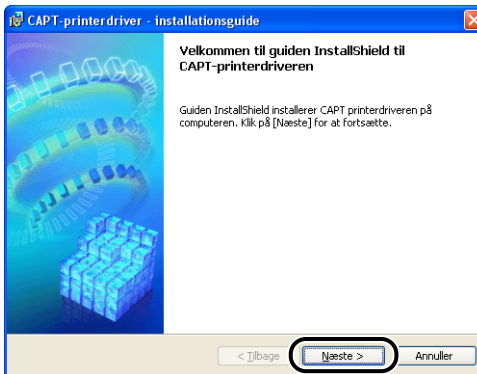 CAPT-printerdriver - installationsguide
Velkommen til guiden InstallShield til
CAPT-printerdriveren
Guiden InstallShield installerer CAPT printerdriveren på
computeren. Klik på [Næste] for at fortsætte.
< Tilbage
Næste >
Annuller